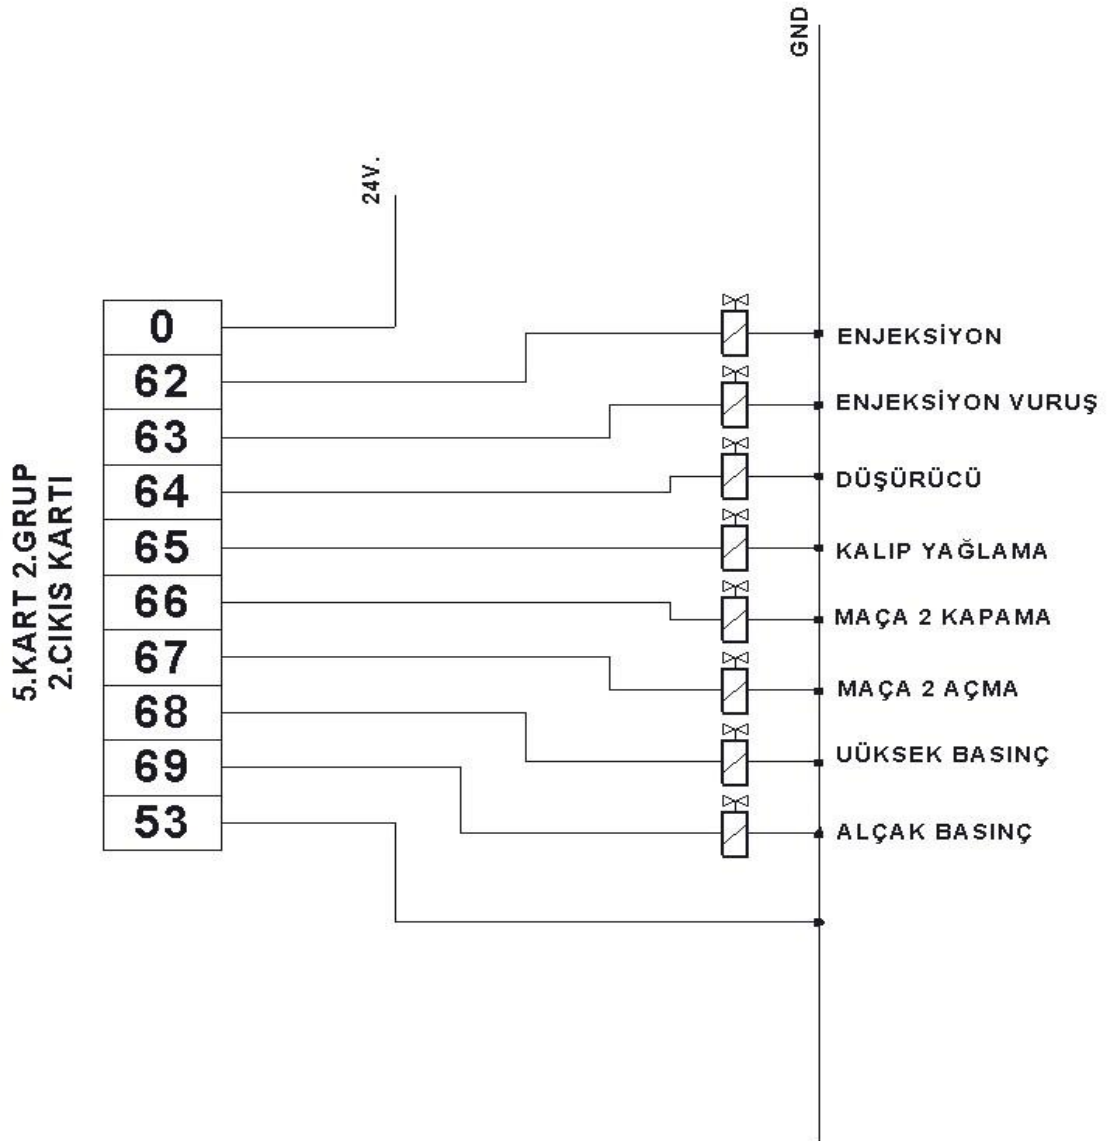 GND
24V.
5.KART 2.GRUP
2.CIKIS KARTI
0
62
63
64
65
66
67
68
69
53
ENJEKSİYON
ENJEKSİYON VURUŞ
DÜŞÜRÜCÜ
KALIP YAĞLAMA
MAÇA 2 KAPAMA
MAÇA 2 AÇMA
UÜKSEK BASINÇ
ALÇAK BASINÇ